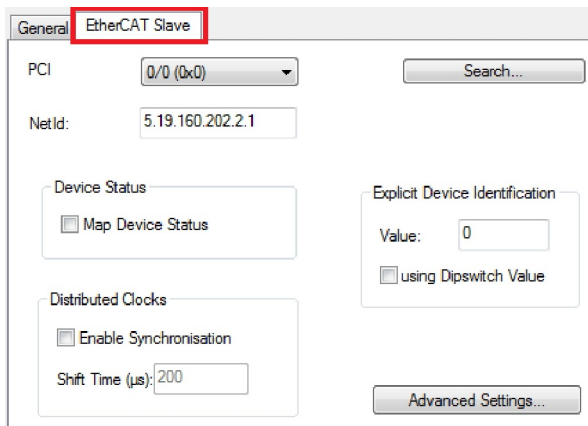 General
EtherCAT Slave
PCI
0/0 (0x0)
Search...
NetId:
5.19.160.202.2.1
Device Status
Map Device Status
Explicit Device Identification
Value:
0
using Dipswitch Value
Distributed Clocks
Enable Synchronisation
Shift Time (µs):
200
Advanced Settings...